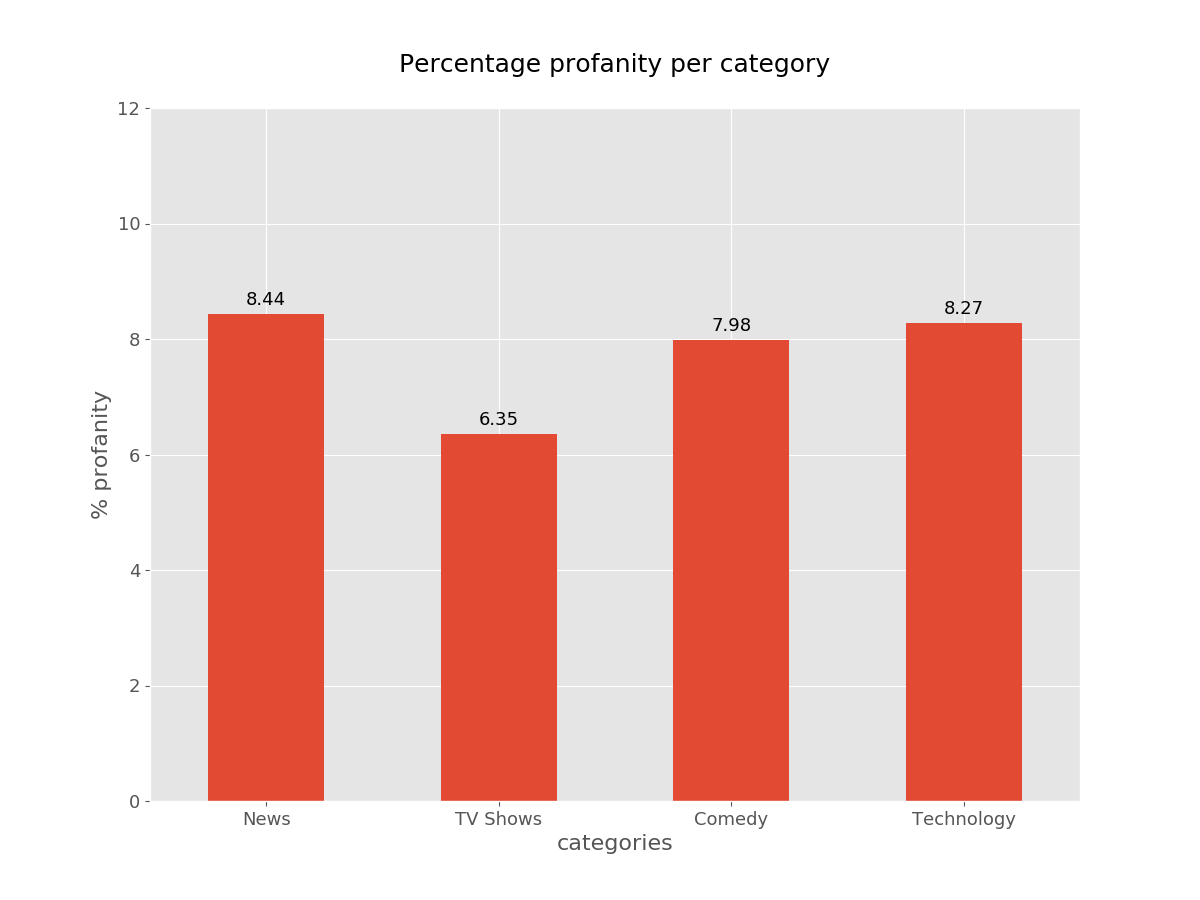 Percentage profanity per category
12
10
8
6
4
2
0
% profanity
8.44
6.35
7.98
8.27
News
TV Shows
Comedy
Technology
categories